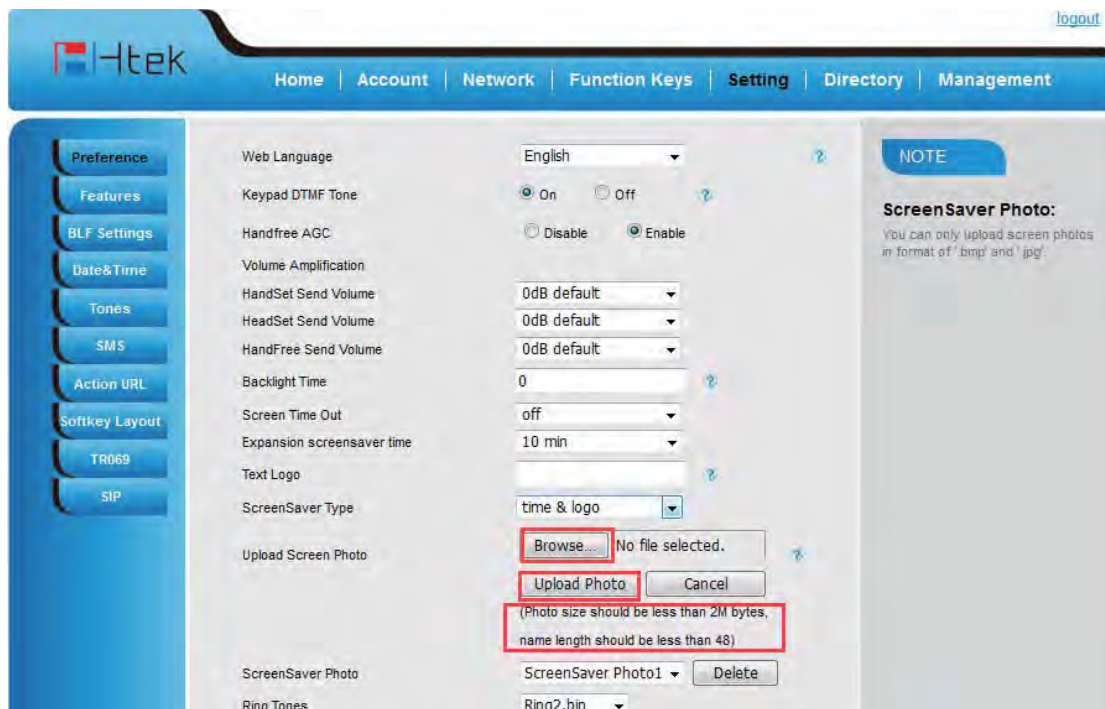 logout
Htek
Home | Account | Network | Function Keys | Setting | Directory | Management
Preference
Features
BLF Settings
Date&Time
Tones
SMS
Action URL
Softkey Layout
TR069
SIP
Web Language English
Keypad DTMF Tone On Off
Handfree AGC Disable Enable
Volume Amplification
HandSet Send Volume 0dB default
HeadSet Send Volume 0dB default
HandFree Send Volume 0dB default
Backlight Time 0
Screen Time Out off
Expansion screensaver time 10 min
Text Logo
ScreenSaver Type time & logo
Upload Screen Photo Browse... No file selected.
Upload Photo Cancel
(Photo size should be less than 2M bytes,
name length should be less than 48)
ScreenSaver Photo ScreenSaver Photo1 Delete
Ring Tones Ring2.bin
NOTE
ScreenSaver Photo:
You can only upload screen photos
in format of '.bmp' and '.jpg'.